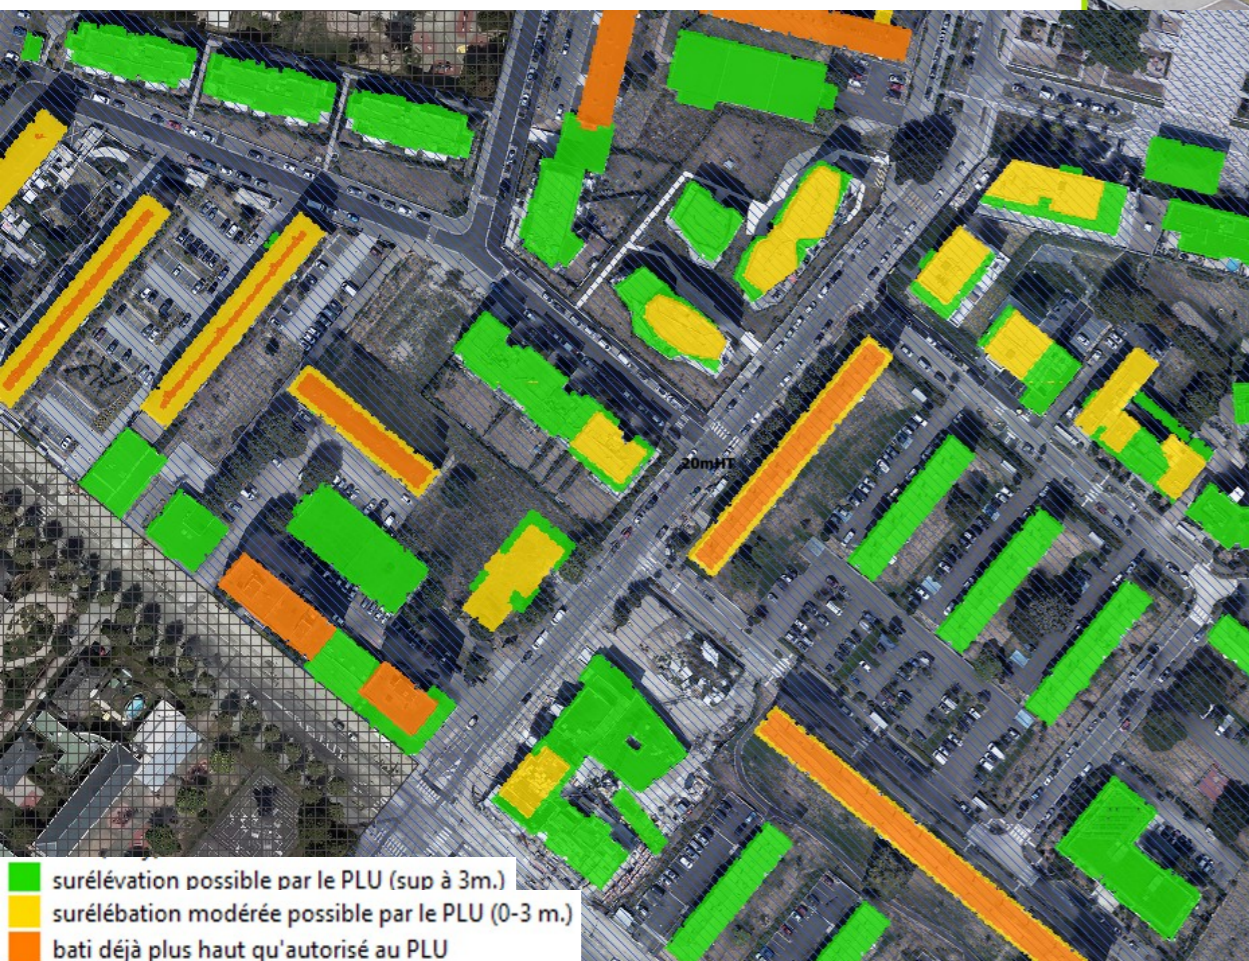 20mHT
surélévation possible par le PLU (sup à 3m.)
surélébation modérée possible par le PLU (0-3 m.)
bati déjà plus haut qu'autorisé au PLU